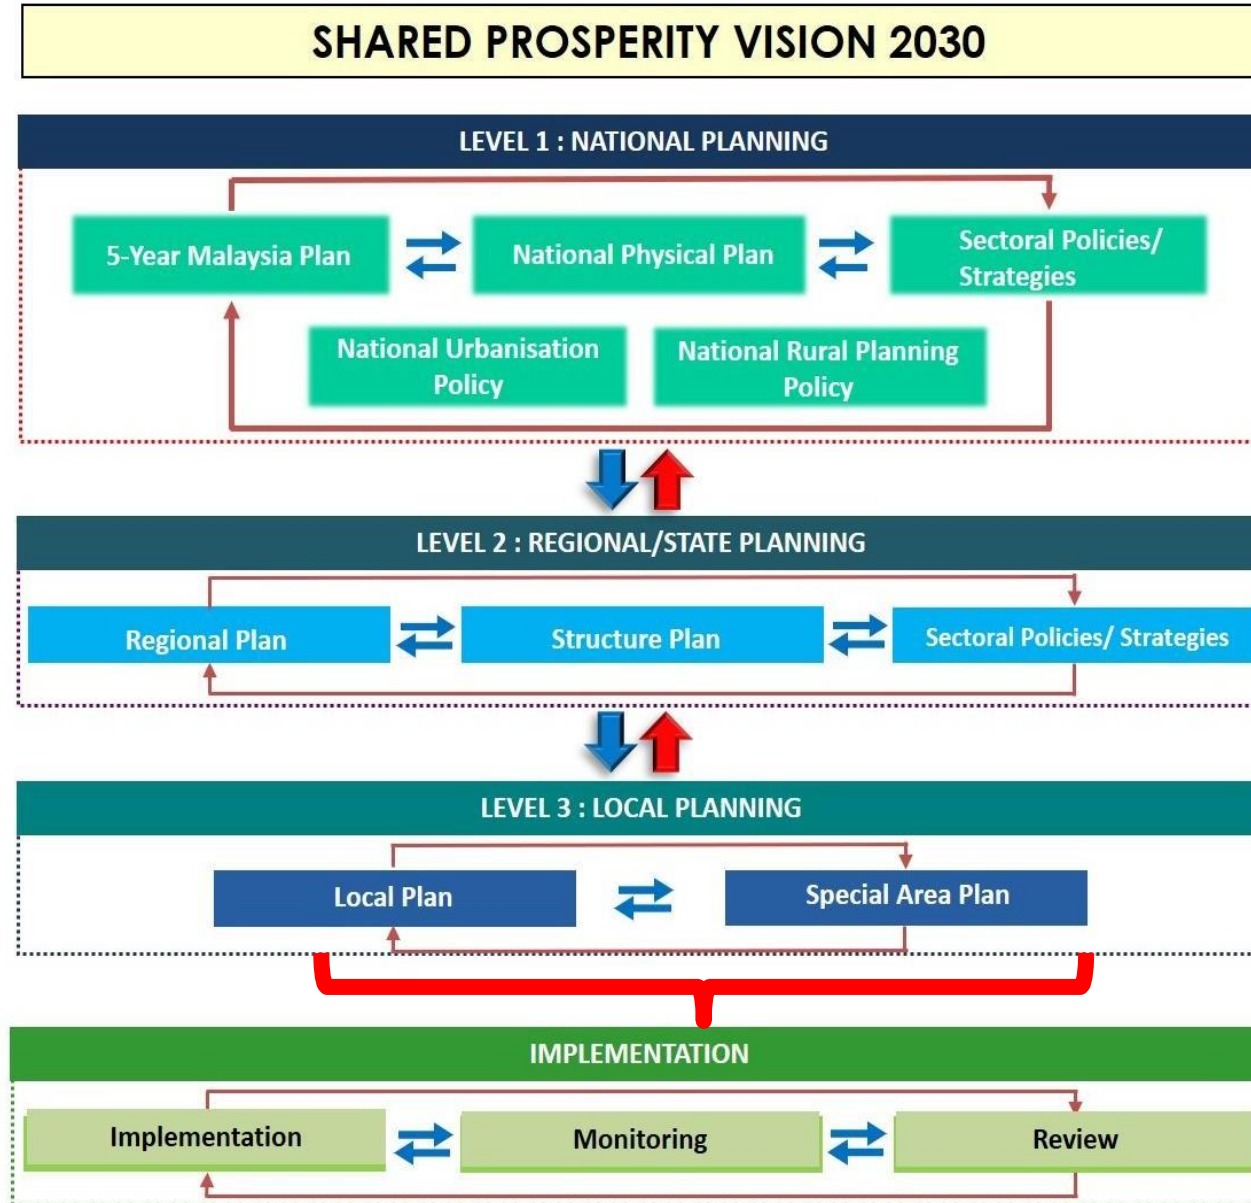 SHARED PROSPERITY VISION 2030
LEVEL 1 : NATIONAL PLANNING
5-Year Malaysia Plan
National Physical Plan
Sectoral Policies/
Strategies
National Urbanisation
Policy
National Rural Planning
Policy
LEVEL 2 : REGIONAL/STATE PLANNING
Regional Plan
Structure Plan
Sectoral Policies/ Strategies
LEVEL 3 : LOCAL PLANNING
Local Plan
Special Area Plan
IMPLEMENTATION
Implementation
Monitoring
Review